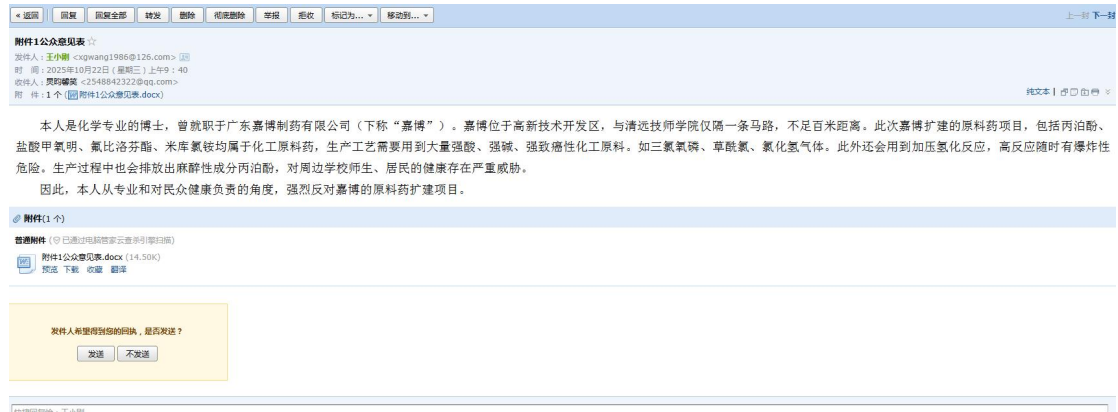 « 返回 回复 回复全部 转发 删除 彻底删除 举报 拒收 标记为... 移动到... 上一封 下一封
附件1公众意见表
发件人：王小刚 <xgwang1986@126.com>
时 间：2025年10月22日（星期三）上午9：40
收件人：<2548842322@qq.com>
附 件：1 个（附件1公众意见表.docx）
纯文本 |
本人是化学专业的博士，曾就职于广东嘉博制药有限公司（下称“嘉博”）。嘉博位于高新技术开发区，与清远技师学院仅隔一条马路，不足百米距离。此次嘉博扩建的原料药项目，包括丙泊酚、
盐酸甲氧明、氟比洛芬酯、米库氯铵均属于化工原料药，生产工艺需要用到大量强酸、强碱、强致癌性化工原料。如三氯氧磷、草酰氯、氯化氢气体。此外还会用到加压氢化反应，高反应随时有爆炸性
危险。生产过程中也会排放出麻醉性成分丙泊酚，对周边学校师生、居民的健康存在严重威胁。
因此，本人从专业和对民众健康负责的角度，强烈反对嘉博的原料药扩建项目。
附件(1 个)
普通附件（已通过电脑管家云查杀引擎扫描）
附件1公众意见表.docx (14.50K)
预览 下载 收藏 翻译
发件人希望得到您的回执，是否发送？
发送 不发送